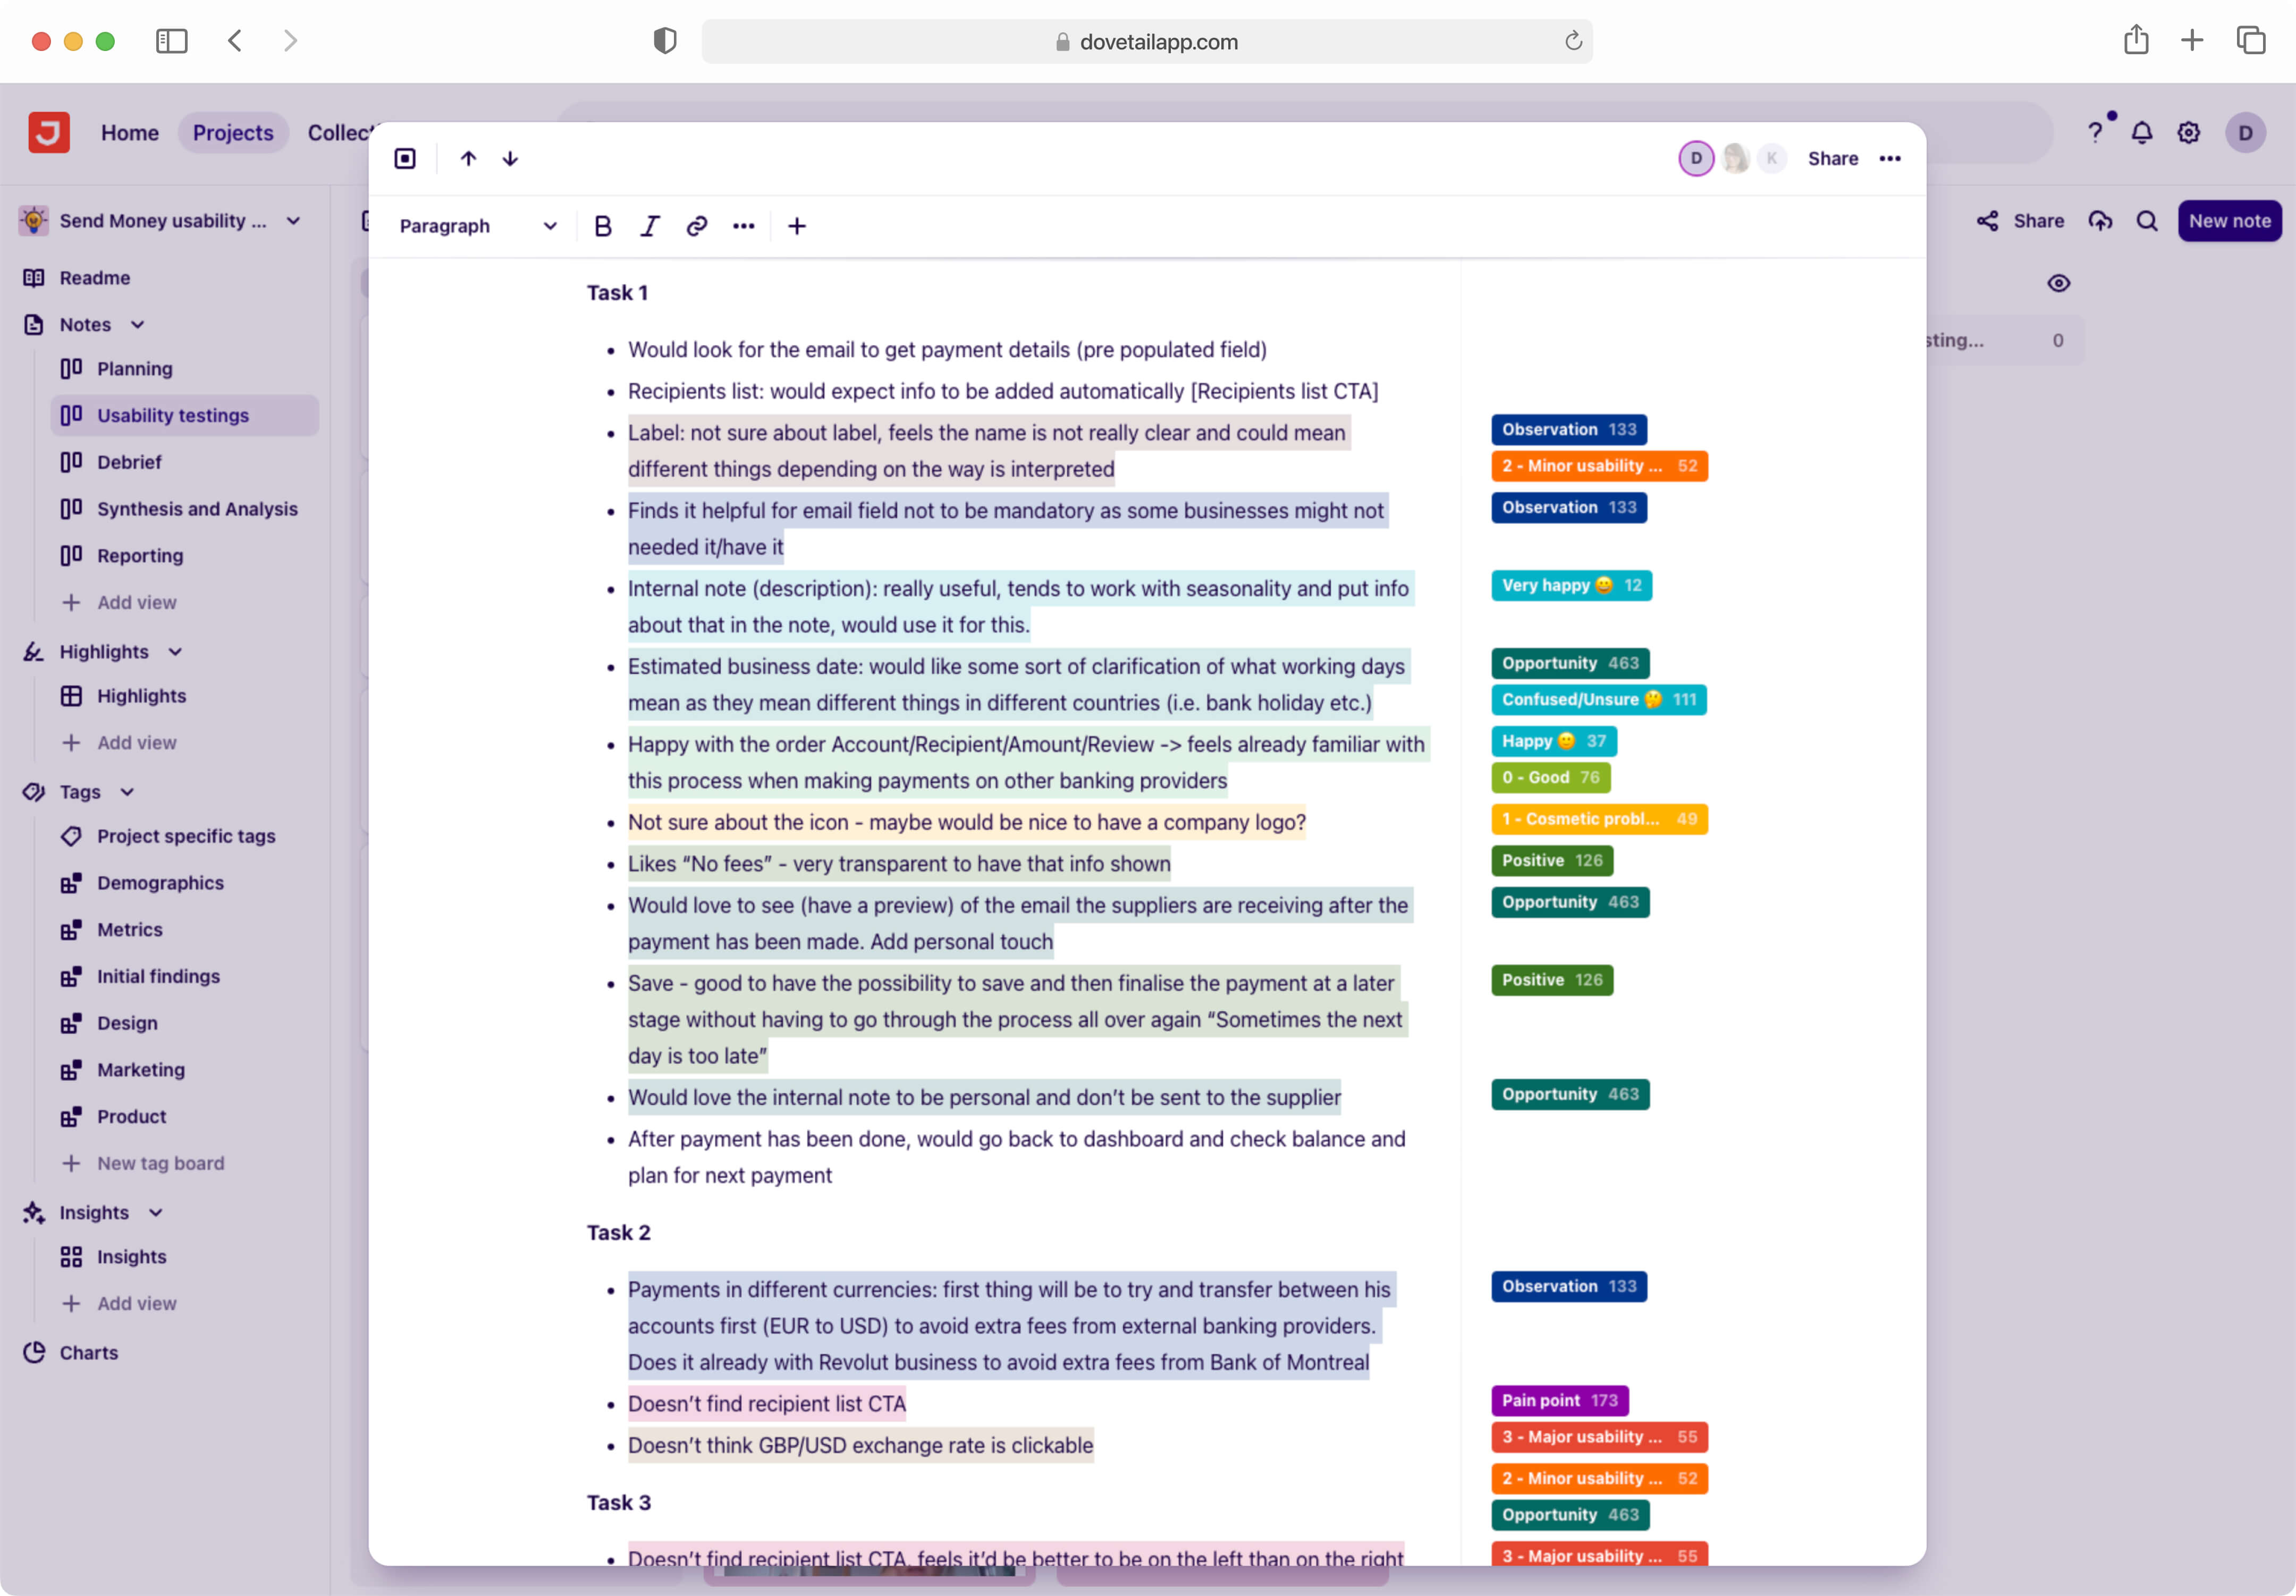 dovetailapp.com
Home
Projects
Collect
D
Send Money usability ...
Share
New note
Readme
Notes
Planning
Usability testings
Debrief
Synthesis and Analysis
Reporting
Add view
Highlights
Highlights
Add view
Tags
Project specific tags
Demographics
Metrics
Initial findings
Design
Marketing
Product
New tag board
Insights
Insights
Add view
Charts
sting... 0
D
K
Share
Paragraph
B I
Task 1
• Would look for the email to get payment details (pre populated field)
• Recipients list: would expect info to be added automatically [Recipients list CTA]
• Label: not sure about label, feels the name is not really clear and could mean
different things depending on the way is interpreted
Observation 133
2 - Minor usability ... 52
• Finds it helpful for email field not to be mandatory as some businesses might not
needed it/have it
Observation 133
• Internal note (description): really useful, tends to work with seasonality and put info
about that in the note, would use it for this.
Very happy 😀 12
• Estimated business date: would like some sort of clarification of what working days
mean as they mean different things in different countries (i.e. bank holiday etc.)
Opportunity 463
Confused/Unsure 🤔 111
• Happy with the order Account/Recipient/Amount/Review -> feels already familiar with
this process when making payments on other banking providers
Happy 🙂 37
0 - Good 76
• Not sure about the icon - maybe would be nice to have a company logo?
1 - Cosmetic probl... 49
• Likes “No fees” - very transparent to have that info shown
Positive 126
• Would love to see (have a preview) of the email the suppliers are receiving after the
payment has been made. Add personal touch
Opportunity 463
• Save - good to have the possibility to save and then finalise the payment at a later
stage without having to go through the process all over again “Sometimes the next
day is too late”
Positive 126
• Would love the internal note to be personal and don’t be sent to the supplier
Opportunity 463
• After payment has been done, would go back to dashboard and check balance and
plan for next payment
Task 2
• Payments in different currencies: first thing will be to try and transfer between his
accounts first (EUR to USD) to avoid extra fees from external banking providers.
Does it already with Revolut business to avoid extra fees from Bank of Montreal
Observation 133
• Doesn’t find recipient list CTA
Pain point 173
3 - Major usability ... 55
• Doesn’t think GBP/USD exchange rate is clickable
2 - Minor usability ... 52
Opportunity 463
Task 3
• Doesn’t find recipient list CTA, feels it’d be better to be on the left than on the right
3 - Major usability ... 55